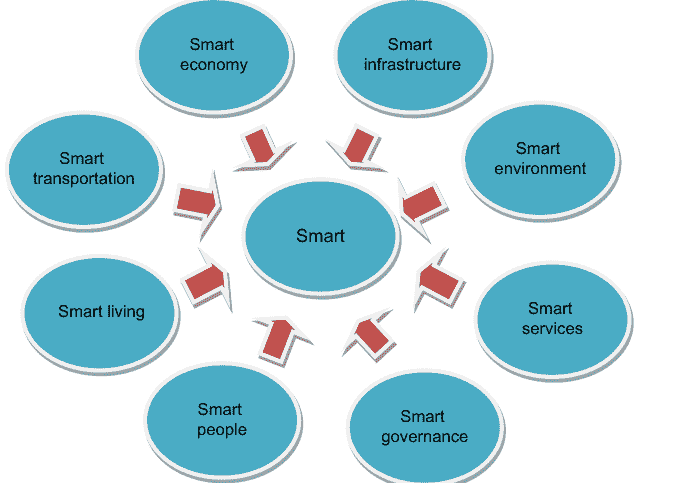 Smart
economy
Smart
infrastructure
Smart
transportation
Smart
environment
Smart
Smart living
Smart
services
Smart
people
Smart
governance